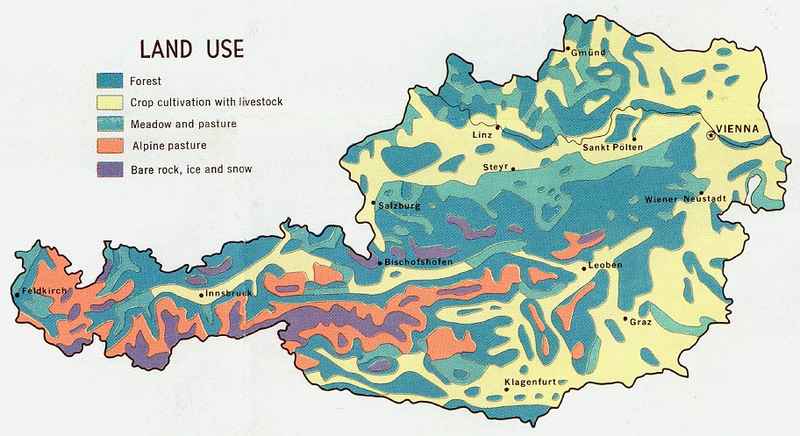 LAND USE
Forest
Crop cultivation with livestock
Meadow and pasture
Alpine pasture
Bare rock, ice and snow
Gmünd
Linz
VIENNA
Sankt Pölten
Steyr
Wiener Neustadt
Salzburg
Bischofshofen
Leoben
Feldkirch
Innsbruck
Graz
Klagenfurt